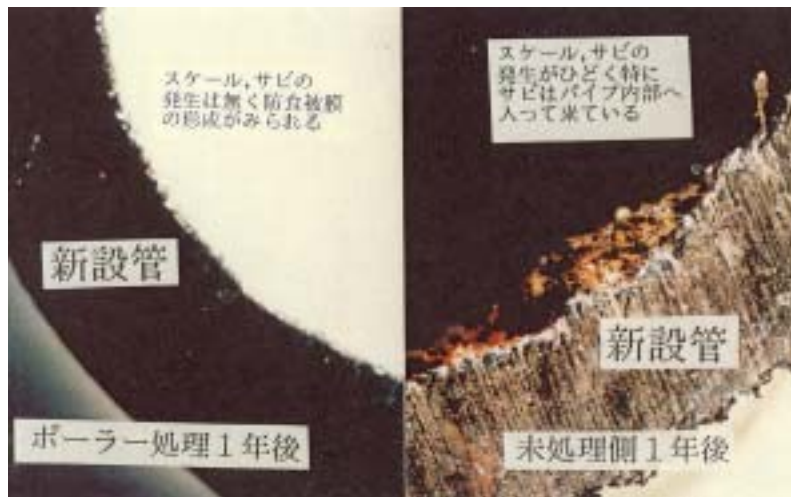 スケール,サビの
発生は無く防食被膜
の形成がみられる
新設管
ポーラー処理1年後
スケール,サビの
発生がひどく特に
サビはパイプ内部へ
入って来ている
新設管
未処理側1年後